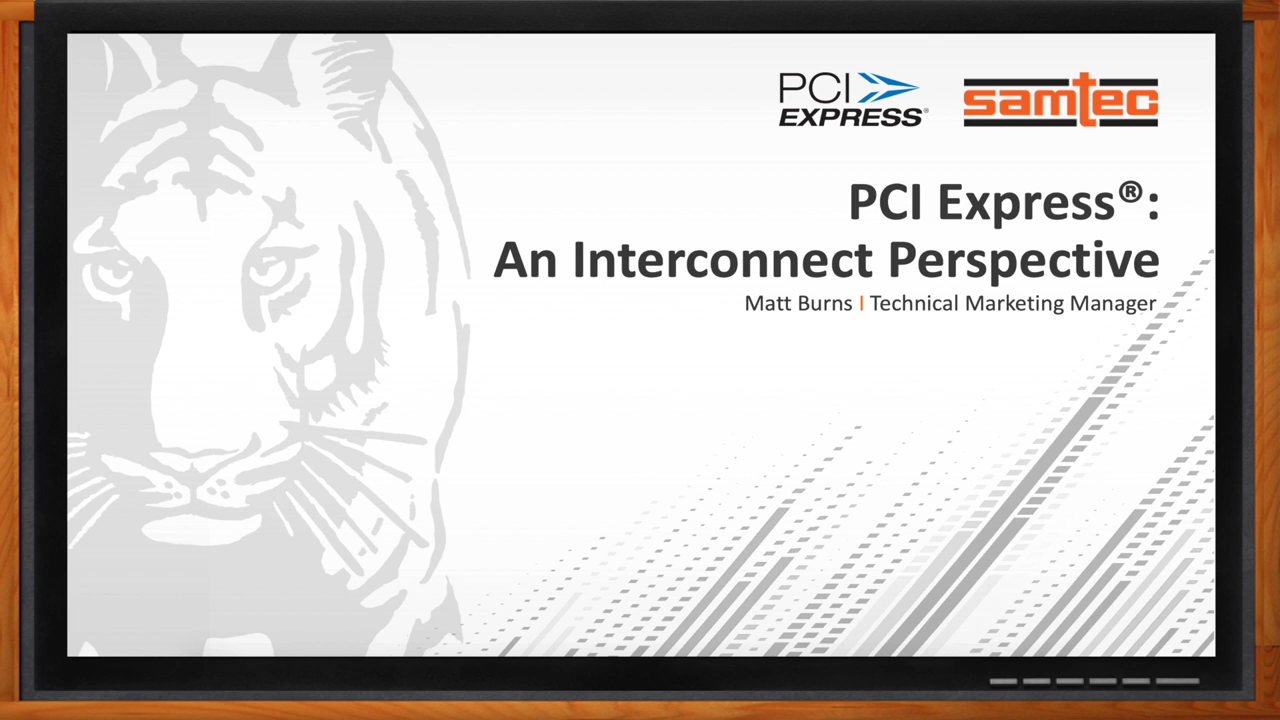 PCI
EXPRESS®
samtec
PCI Express®:
An Interconnect Perspective
Matt Burns | Technical Marketing Manager